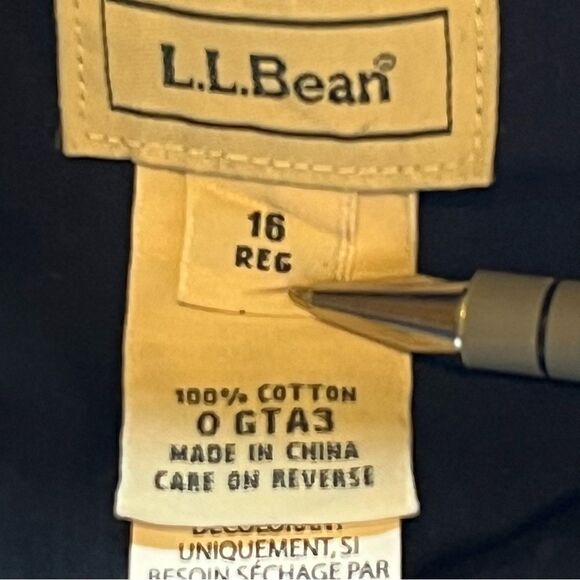 L.L.Bean®
16
REG
100% COTTON
0 GTA3
MADE IN CHINA
CARE ON REVERSE
UNIQUEMENT, SI
BESOIN SÉCHAGE PAR